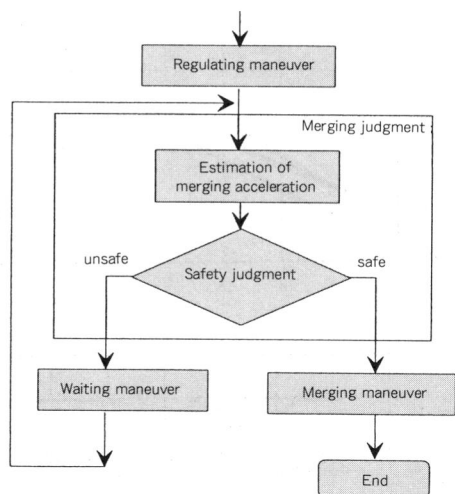 Regulating maneuver
Merging judgment
Estimation of
merging acceleration
unsafe
Safety judgment
safe
Waiting maneuver
Merging maneuver
End